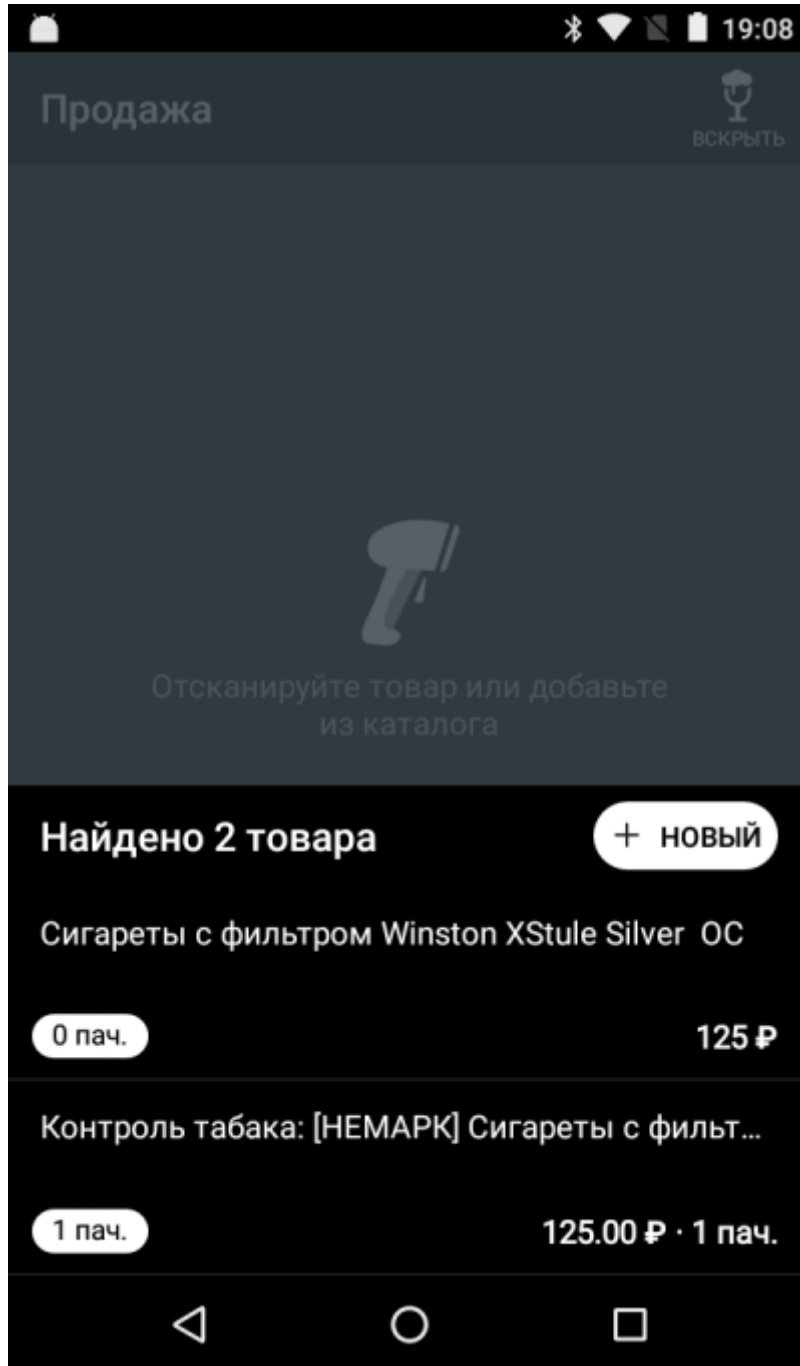 19:08
Продажа
ВСКРЫТЬ
Отсканируйте товар или добавьте
из каталога
Найдено 2 товара
+ НОВЫЙ
Сигареты с фильтром Winston XStule Silver ОС
0 пач.
125 ₽
Контроль табака: [НЕМАРК] Сигареты с фильт...
1 пач.
125.00 ₽ · 1 пач.